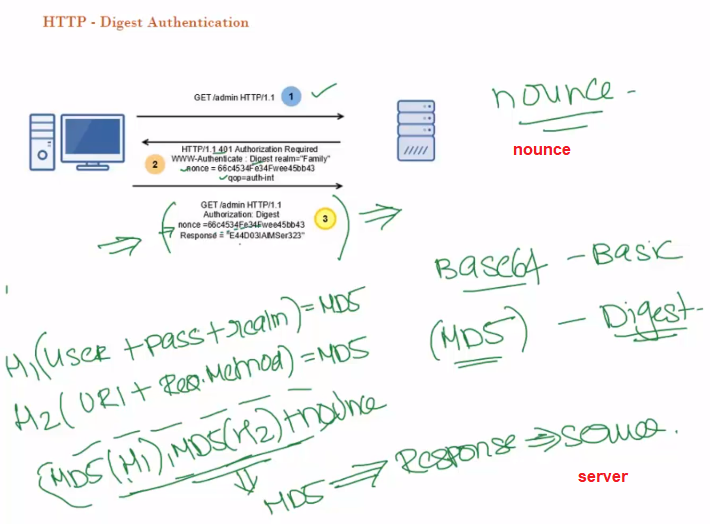 HTTP - Digest Authentication
GET /admin HTTP/1.1 1
HTTP/1.1 401 Authorization Required
WWW-Authenticate : Digest realm="Family"
2 nonce = 66c4534Fe34Fwee45bb43
qop=auth-int
GET /admin HTTP/1.1
Authorization: Digest
nonce =66c4534Fe34Fwee45bb43
Response = "E44D03IAIMSer323"
3
nounce -
nounce
Base64 - Basic
(MD5) - Digest-
H1(user + pass + realm) = MD5
H2(URI + Req.Method) = MD5
(MD5(H1), MD5(H2) + nounce
MD5 ⇒ Response ⇒ server.
server